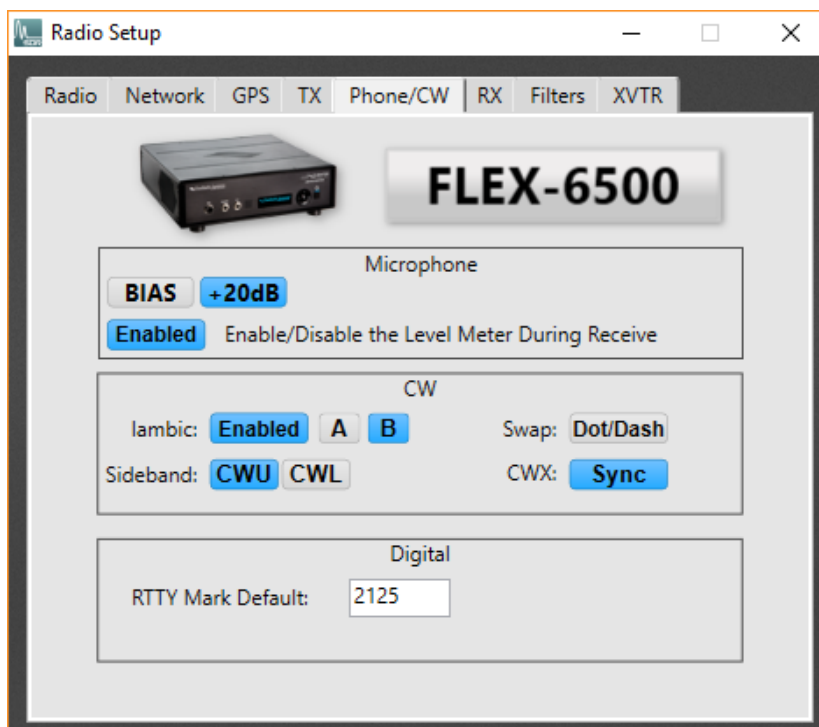 Radio Setup
Radio Network GPS TX Phone/CW RX Filters XVTR
FLEX-6500
Microphone
BIAS +20dB
Enabled Enable/Disable the Level Meter During Receive
CW
Iambic: Enabled A B Swap: Dot/Dash
Sideband: CWU CWL CWX: Sync
Digital
RTTY Mark Default: 2125